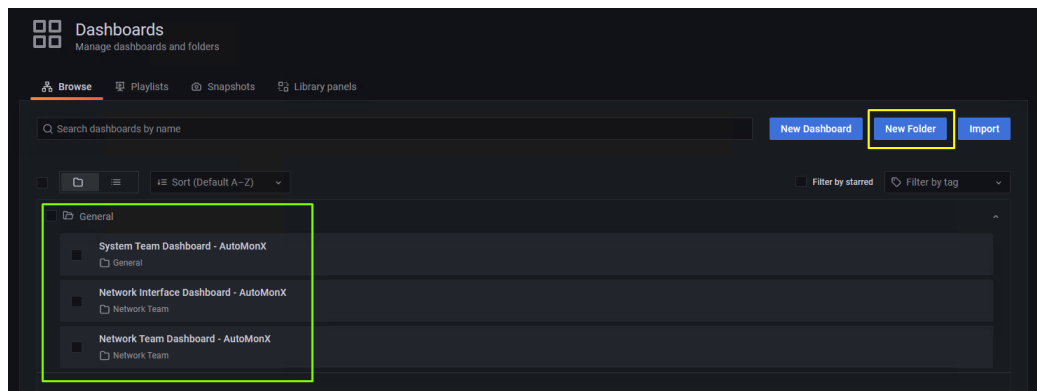 Dashboards
Manage dashboards and folders
Browse Playlists Snapshots Library panels
Search dashboards by name New Dashboard New Folder Import
Sort (Default A–Z) Filter by starred Filter by tag
General
System Team Dashboard - AutoMonX
General
Network Interface Dashboard - AutoMonX
Network Team
Network Team Dashboard - AutoMonX
Network Team